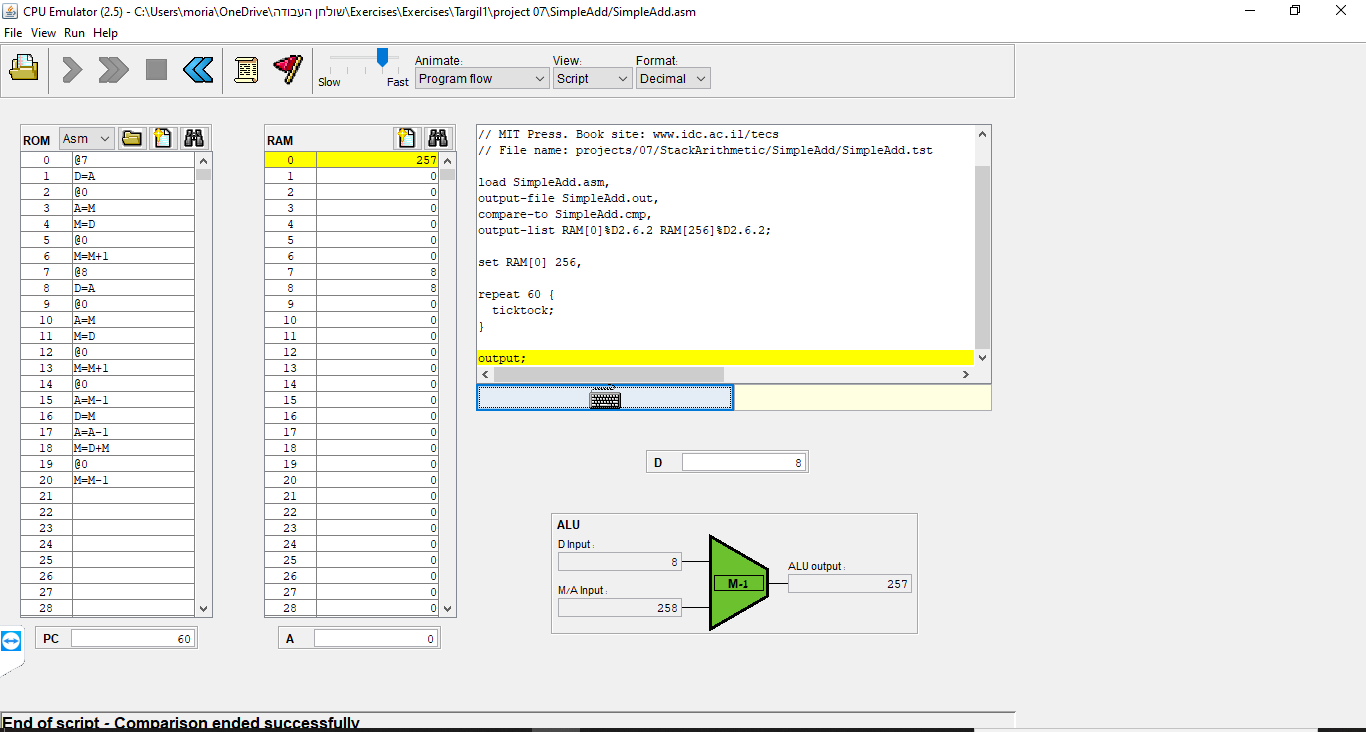 CPU Emulator (2.5) - C:\Users\moria\OneDrive\שולחן העבודה\Exercises\Exercises\Targil1\project 07\SimpleAdd/SimpleAdd.asm
File View Run Help
Slow Fast
Animate:
Program flow
View:
Script
Format:
Decimal
ROM Asm
0 @7
1 D=A
2 @0
3 A=M
4 M=D
5 @0
6 M=M+1
7 @8
8 D=A
9 @0
10 A=M
11 M=D
12 @0
13 M=M+1
14 @0
15 A=M-1
16 D=M
17 A=A-1
18 M=D+M
19 @0
20 M=M-1
21
22
23
24
25
26
27
28
PC 60
RAM
0 257
1 0
2 0
3 0
4 0
5 0
6 0
7 8
8 8
9 0
10 0
11 0
12 0
13 0
14 0
15 0
16 0
17 0
18 0
19 0
20 0
21 0
22 0
23 0
24 0
25 0
26 0
27 0
28 0
A 0
// MIT Press. Book site: www.idc.ac.il/tecs
// File name: projects/07/StackArithmetic/SimpleAdd/SimpleAdd.tst
load SimpleAdd.asm,
output-file SimpleAdd.out,
compare-to SimpleAdd.cmp,
output-list RAM[0]%D2.6.2 RAM[256]%D2.6.2;
set RAM[0] 256,
repeat 60 {
ticktock;
}
output;
D 8
ALU
D Input :
8
M/A Input :
258
M-1
ALU output :
257
End of script - Comparison ended successfully